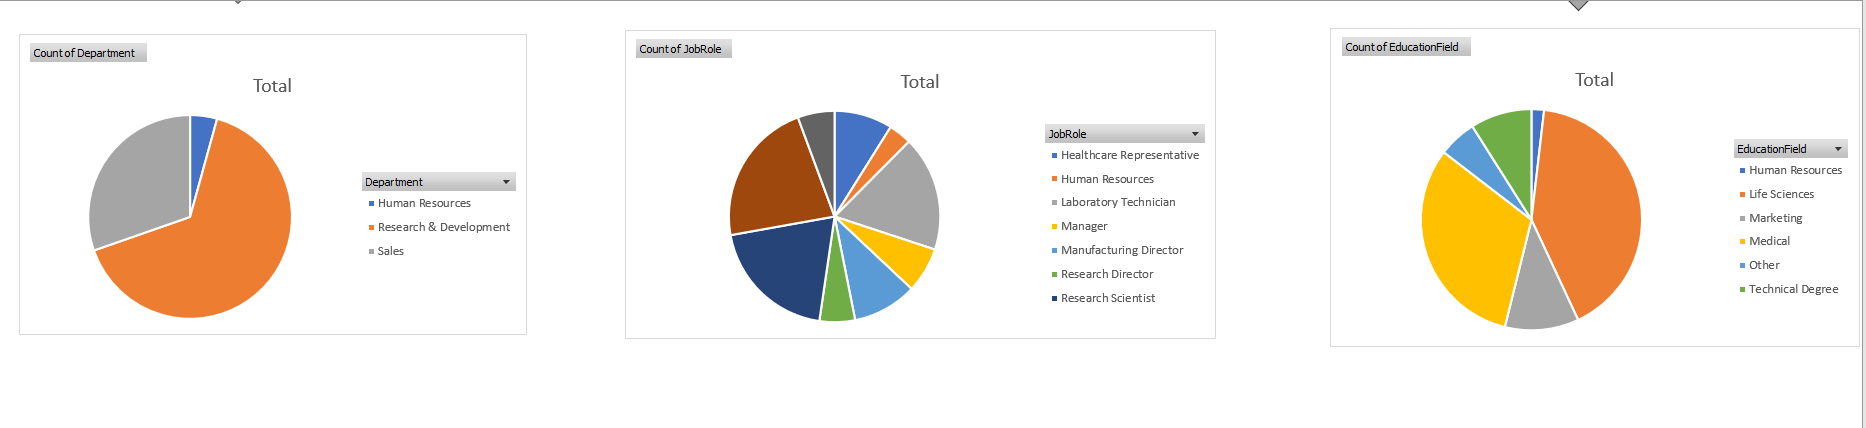 Count of Department
Total
Department
Human Resources
Research & Development
Sales
Count of JobRole
Total
JobRole
Healthcare Representative
Human Resources
Laboratory Technician
Manager
Manufacturing Director
Research Director
Research Scientist
Count of EducationField
Total
EducationField
Human Resources
Life Sciences
Marketing
Medical
Other
Technical Degree